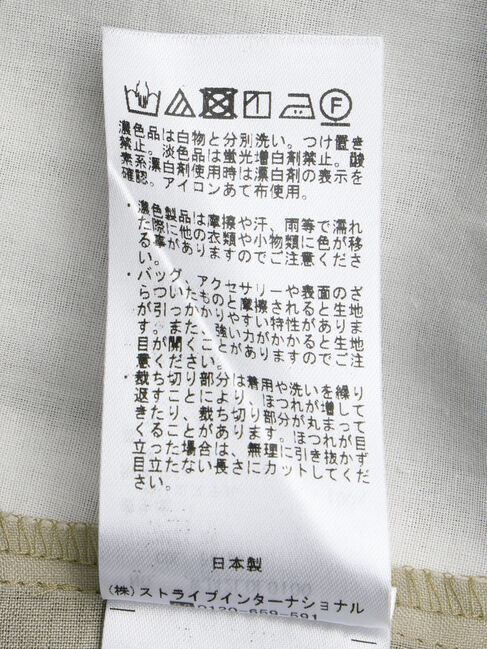 濃色品は白物と分別洗い。つけ置き
禁止。淡色品は蛍光増白剤禁止。酸
素系漂白剤使用時は漂白剤の表示を
確認。アイロンあて布使用。
・濃色製品は摩擦や汗、雨等で濡れ
た際に他の衣類や小物類に色が移
る事がありますのでご注意くださ
い。
・バッグ、アクセサリーや表面のざ
らついたものと摩擦されると生地
が引っかかりやすい特性がありま
す。また、強い力がかかると生地
目が開くことがありますのでご注
意ください。
・裁ち切り部分は着用や洗いを繰り
返すことにより、ほつれが増して
きたり、裁ち切り部分が丸まって
くることがあります。ほつれが目
立った場合は、無理に引き抜かず
目立たない長さにカットしてくだ
さい。
日本製
(株)ストライプインターナショナル
0120-659-591